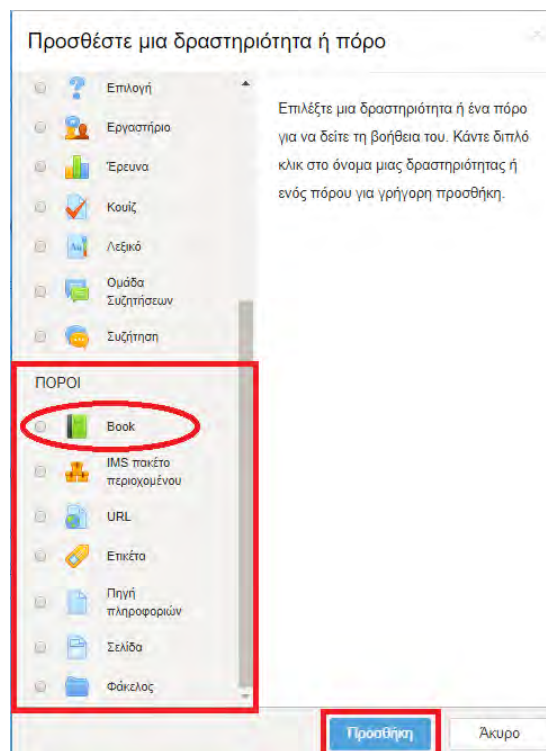 Προσθέστε μια δραστηριότητα ή πόρο
Επιλογή
Εργαστήριο
Έρευνα
Κουίζ
Λεξικό
Ομάδα
Συζητήσεων
Συζήτηση
ΠΟΡΟΙ
Book
IMS πακέτο
περιοχομένου
URL
Ετικέτα
Πηγή
πληροφοριών
Σελίδα
Φάκελος
Επιλέξτε μια δραστηριότητα ή ένα πόρο
για να δείτε τη βοήθεια του. Κάντε διπλό
κλικ στο όνομα μιας δραστηριότητας ή
ενός πόρου για γρήγορη προσθήκη.
Προσθήκη
Άκυρο